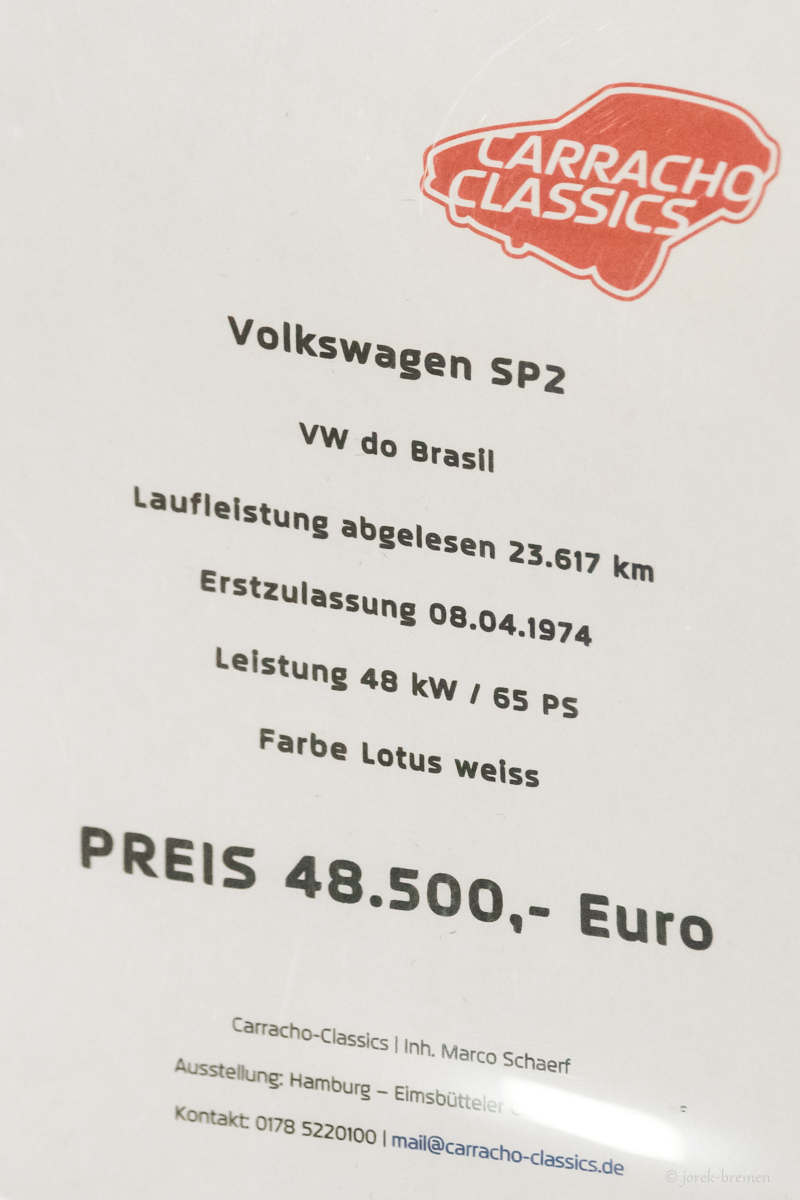 CARRACHO
CLASSICS
Volkswagen SP2
VW do Brasil
Laufleistung abgelesen 23.617 km
Erstzulassung 08.04.1974
Leistung 48 kW / 65 PS
Farbe Lotus weiss
PREIS 48.500,- Euro
Carracho-Classics | Inh. Marco Schaerf
Ausstellung: Hamburg – Eimsbütteler
Kontakt: 0178 5220100 | mail@carracho-classics.de
© jorek-bremen